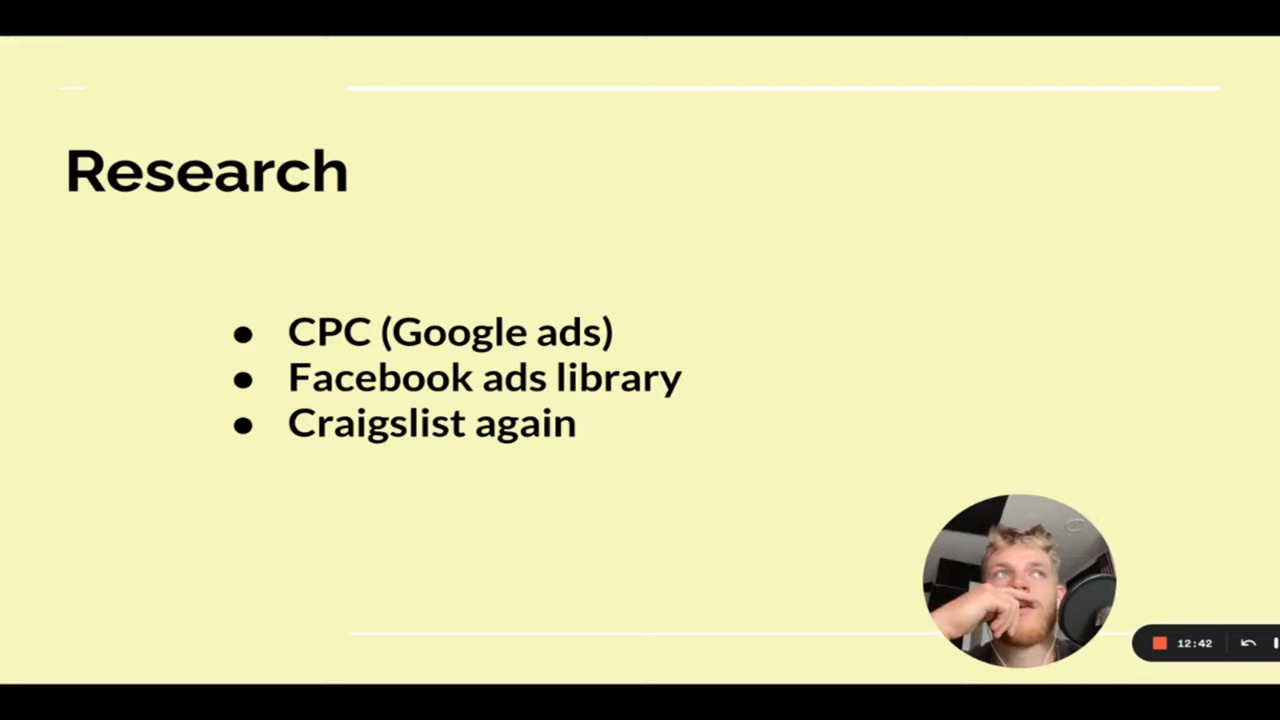 Research
● CPC (Google ads)
● Facebook ads library
● Craigslist again
12:42